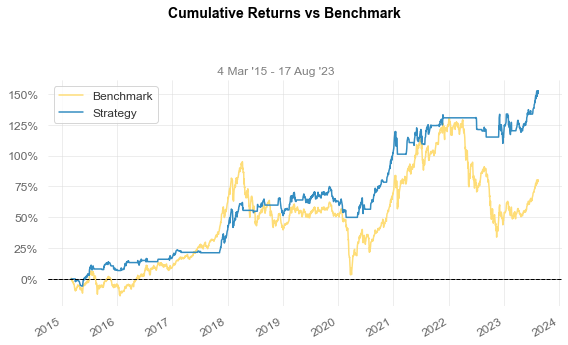 Cumulative Returns vs Benchmark
4 Mar '15 - 17 Aug '23
Benchmark
Strategy
150%
125%
100%
75%
50%
25%
0%
2015 2016 2017 2018 2019 2020 2021 2022 2023 2024